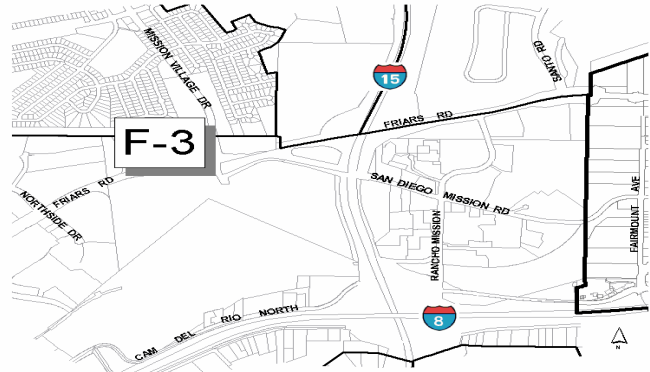 MISSION VILLAGE DR
15
SANTO RD
FRIARS RD
F-3
FRIARS RD
NORTHSIDE DR
SAN DIEGO MISSION RD
RANCHO MISSION
FAIRMOUNT AVE
CAM DEL RIO NORTH
8
N